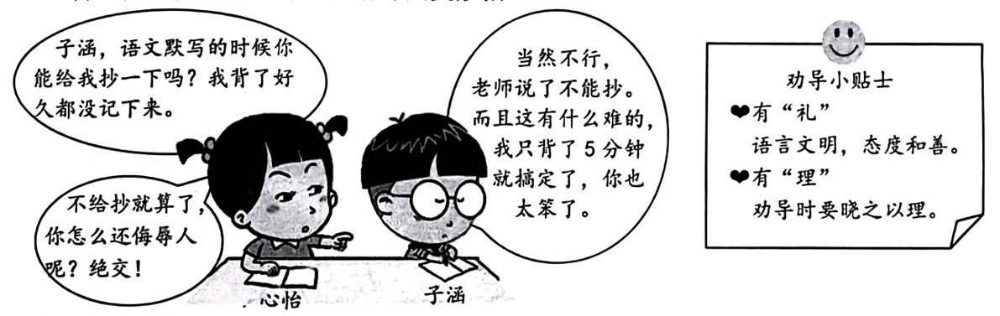 子涵，语文默写的时候你
能给我抄一下吗？我背了好
久都没记下来。
当然不行，
老师说了不能抄。
而且这有什么难的，
我只背了5分钟
就搞定了，你也
太笨了。
不给抄就算了，
你怎么还侮辱人
呢？绝交！
心怡
子涵
劝导小贴士
❤有“礼”
语言文明，态度和善。
❤有“理”
劝导时要晓之以理。